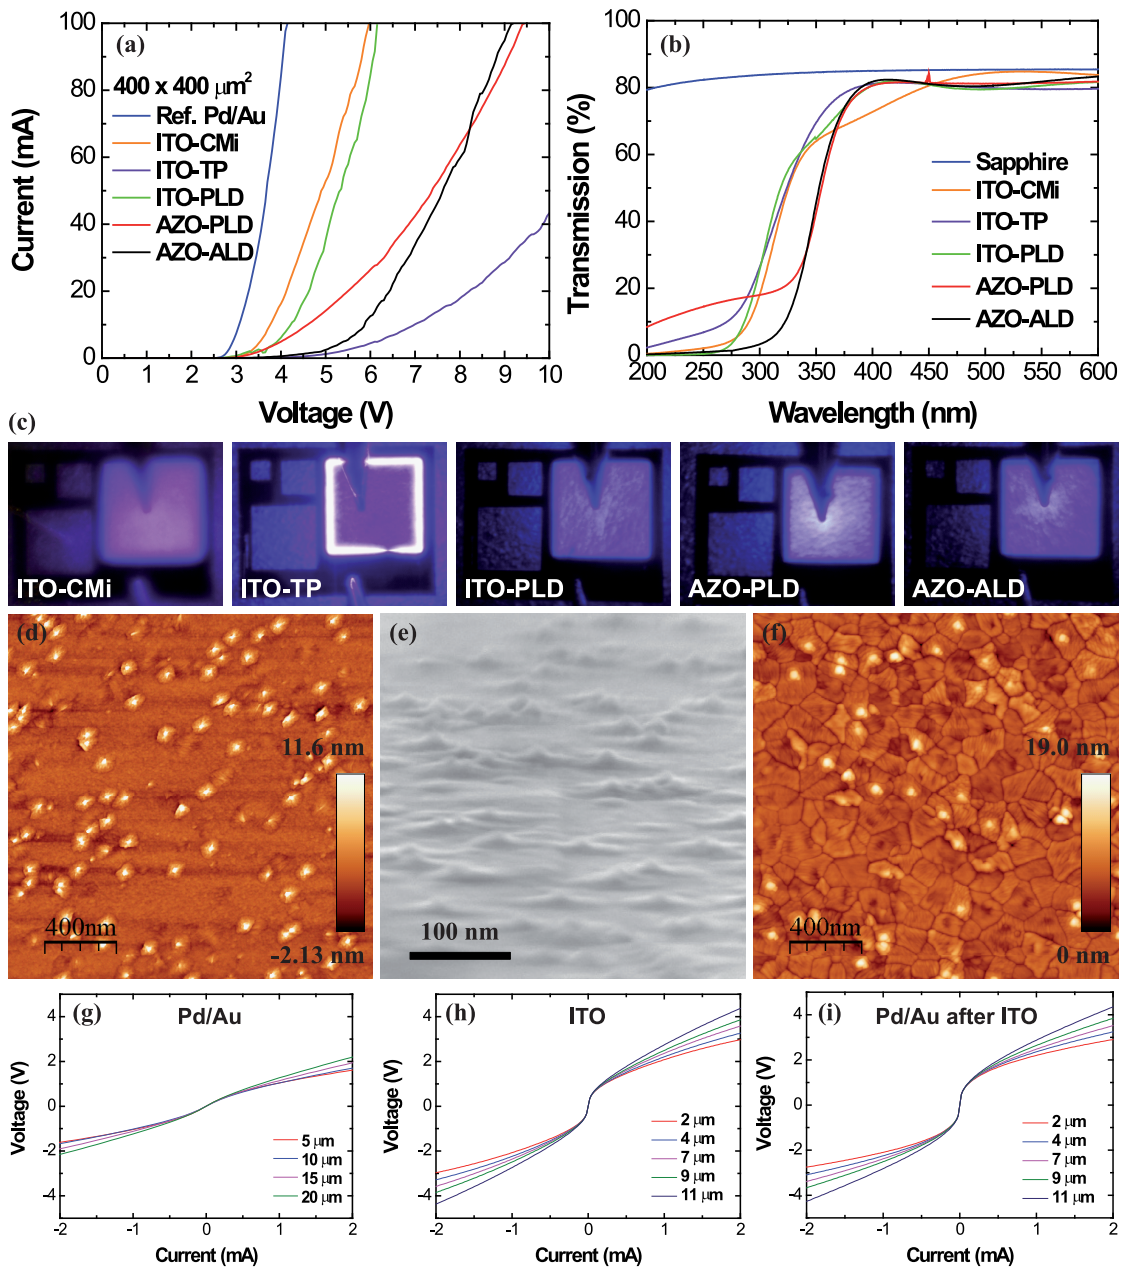 (a)
400 x 400 μm²
Ref. Pd/Au
ITO-CMi
ITO-TP
ITO-PLD
AZO-PLD
AZO-ALD
Current (mA)
100
80
60
40
20
0
0 1 2 3 4 5 6 7 8 9 10
Voltage (V)
(b)
Sapphire
ITO-CMi
ITO-TP
ITO-PLD
AZO-PLD
AZO-ALD
Transmission (%)
100
80
60
40
20
0
200 250 300 350 400 450 500 550 600
Wavelength (nm)
(c)
ITO-CMi
ITO-TP
ITO-PLD
AZO-PLD
AZO-ALD
(d)
11.6 nm
400nm
-2.13 nm
(e)
100 nm
(f)
19.0 nm
400nm
0 nm
(g)
Pd/Au
Voltage (V)
4
2
0
-2
-4
5 μm
10 μm
15 μm
20 μm
-2 -1 0 1 2
Current (mA)
(h)
ITO
Voltage (V)
4
2
0
-2
-4
2 μm
4 μm
7 μm
9 μm
11 μm
-2 -1 0 1 2
Current (mA)
(i)
Pd/Au after ITO
Voltage (V)
4
2
0
-2
-4
2 μm
4 μm
7 μm
9 μm
11 μm
-2 -1 0 1 2
Current (mA)